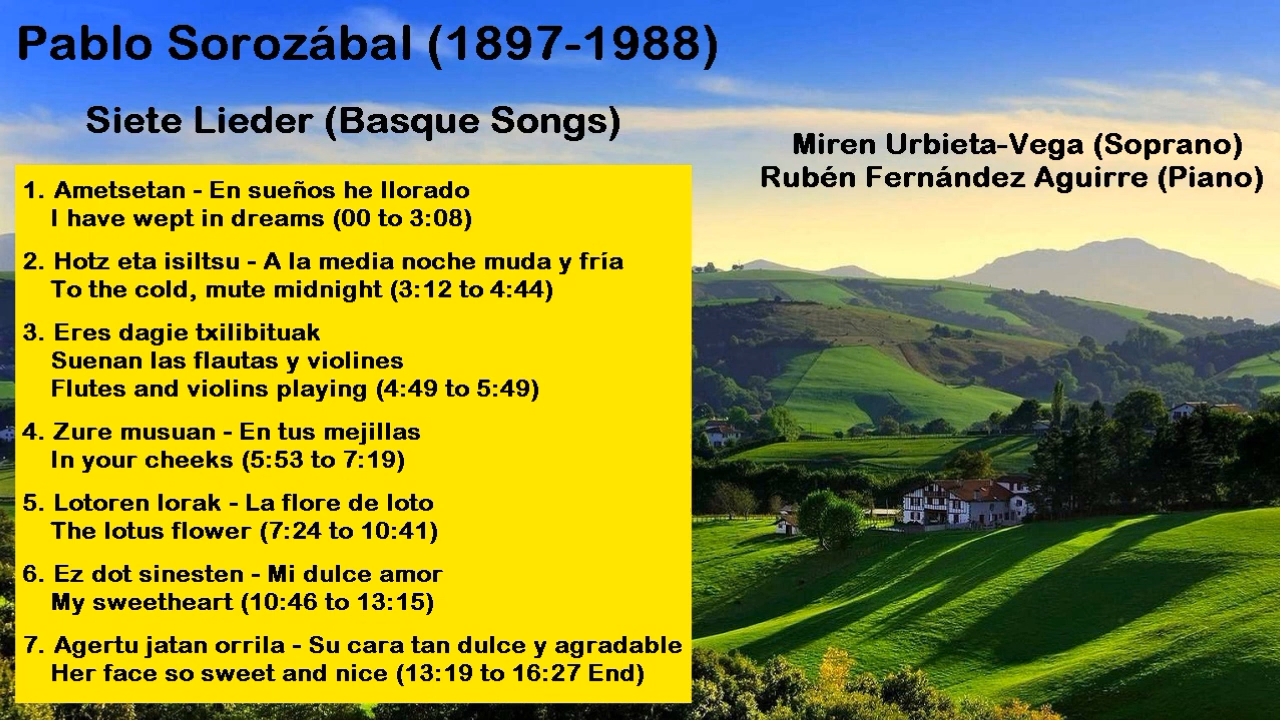 Pablo Sorozábal (1897-1988)
Siete Lieder (Basque Songs)
Miren Urbieta-Vega (Soprano)
Rubén Fernández Aguirre (Piano)
1. Ametsetan - En sueños he llorado
I have wept in dreams (00 to 3:08)
2. Hotz eta isiltsu - A la media noche muda y fría
To the cold, mute midnight (3:12 to 4:44)
3. Eres dagie txilibituak
Suenan las flautas y violines
Flutes and violins playing (4:49 to 5:49)
4. Zure musuan - En tus mejillas
In your cheeks (5:53 to 7:19)
5. Lotoren lorak - La flore de loto
The lotus flower (7:24 to 10:41)
6. Ez dot sinesten - Mi dulce amor
My sweetheart (10:46 to 13:15)
7. Agertu jatan orrila - Su cara tan dulce y agradable
Her face so sweet and nice (13:19 to 16:27 End)